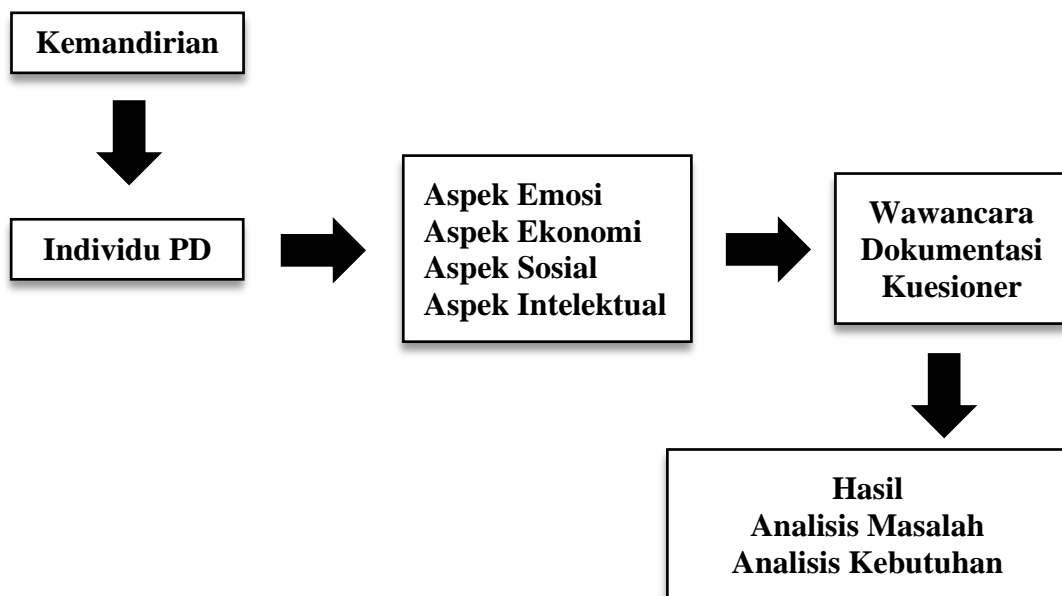 Kemandirian
Individu PD
Aspek Emosi
Aspek Ekonomi
Aspek Sosial
Aspek Intelektual
Wawancara
Dokumentasi
Kuesioner
Hasil
Analisis Masalah
Analisis Kebutuhan